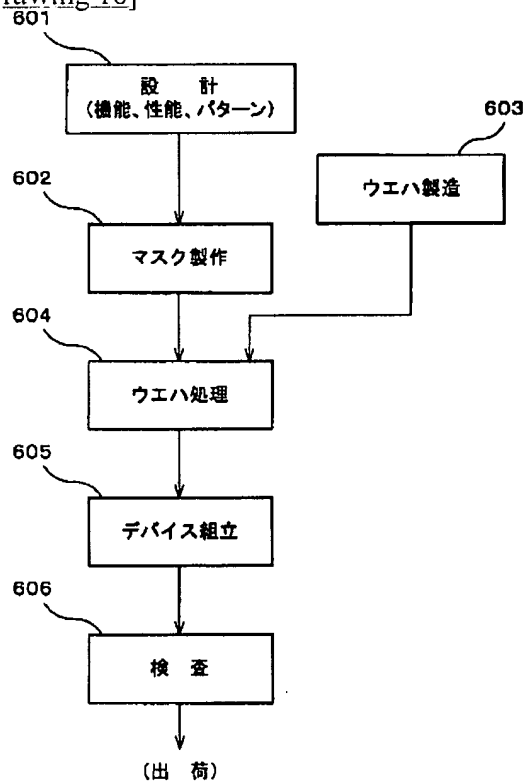 rawing 10]
601
設 計
(機能、性能、パターン)
603
602
ウエハ製造
マスク製作
604
ウエハ処理
605
デバイス組立
606
検 査
(出 荷)